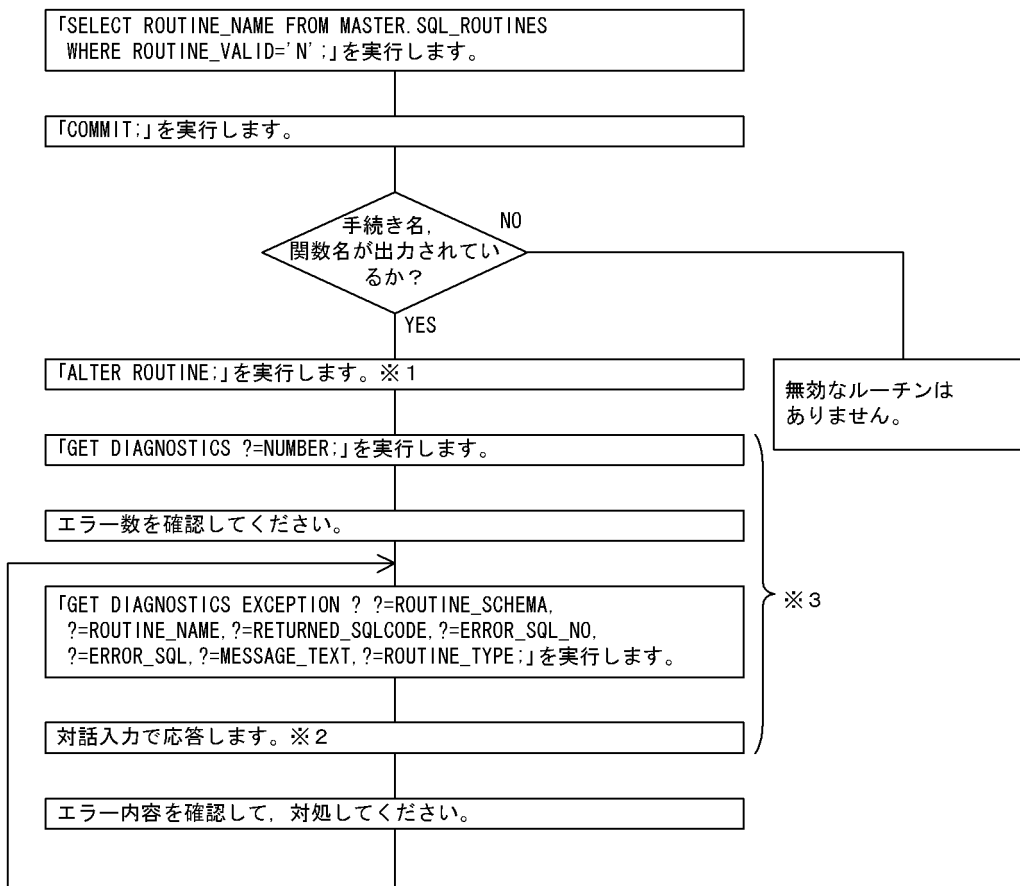 「SELECT ROUTINE_NAME FROM MASTER.SQL_ROUTINES
WHERE ROUTINE_VALID='N';」を実行します。
「COMMIT;」を実行します。
手続き名,
関数名が出力されてい
るか？
NO
YES
「ALTER ROUTINE;」を実行します。※１
無効なルーチンは
ありません。
「GET DIAGNOSTICS ?=NUMBER;」を実行します。
エラー数を確認してください。
「GET DIAGNOSTICS EXCEPTION ? ?=ROUTINE_SCHEMA,
?=ROUTINE_NAME,?=RETURNED_SQLCODE,?=ERROR_SQL_NO,
?=ERROR_SQL,?=MESSAGE_TEXT,?=ROUTINE_TYPE;」を実行します。
※３
対話入力で応答します。※２
エラー内容を確認して，対処してください。